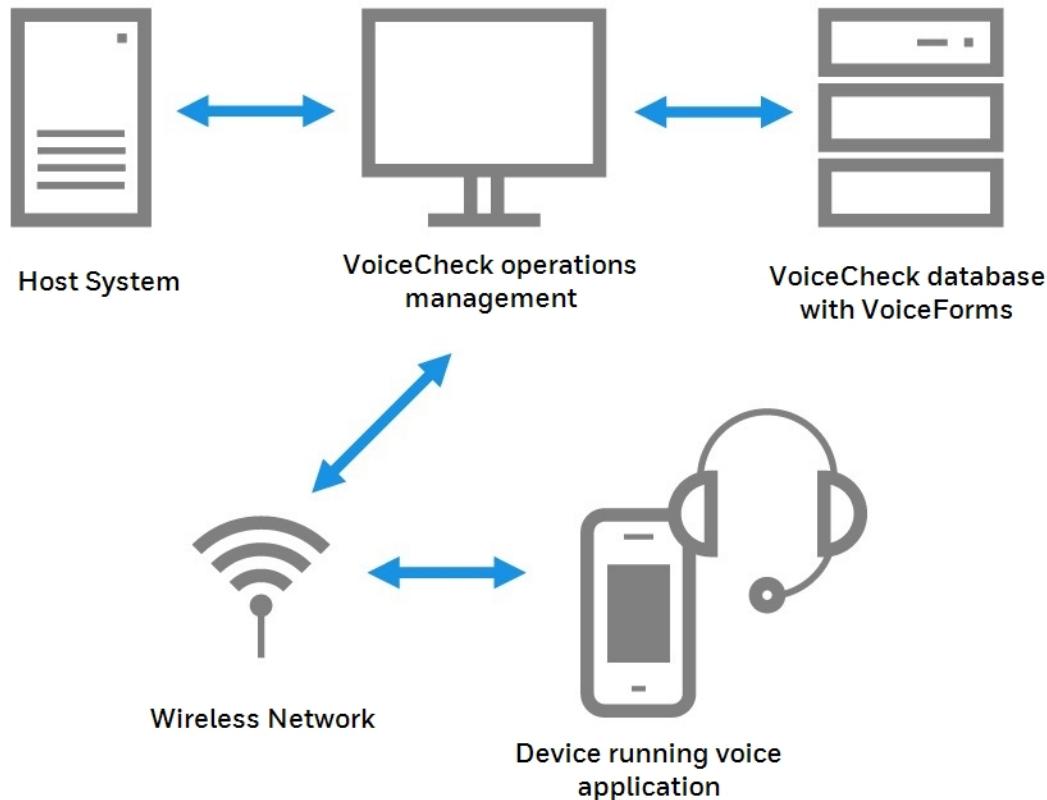 Host System
VoiceCheck operations
management
VoiceCheck database
with VoiceForms
Wireless Network
Device running voice
application